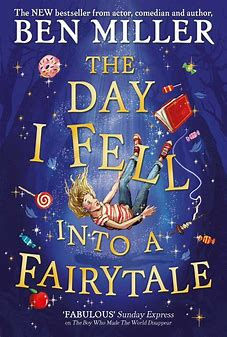 The NEW bestseller from actor, comedian and author,
BEN MILLER
THE
DAY
I FELL
INTO A
FAIRYTALE
'FABULOUS' Sunday Express
on The Boy Who Made The World Disappear